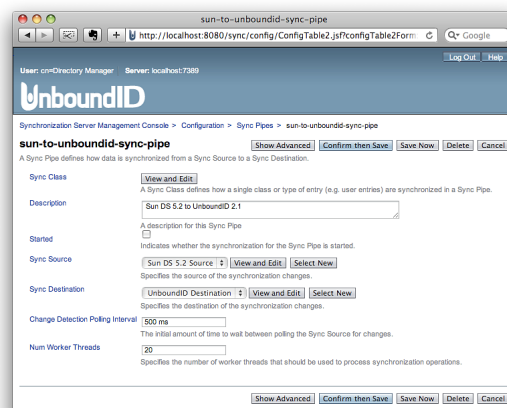 sun-to-unboundid-sync-pipe
http://localhost:8080/sync/config/ConfigTable2.jsf?configTable2Form
Google
Log Out Help
User: cn=Directory Manager Server: localhost:7389
UnboundID
Synchronization Server Management Console > Configuration > Sync Pipes > sun-to-unboundid-sync-pipe
sun-to-unboundid-sync-pipe
Show Advanced Confirm then Save Save Now Delete Cancel
A Sync Pipe defines how data is synchronized from a Sync Source to a Sync Destination.
Sync Class View and Edit
A Sync Class defines how a single class or type of entry (e.g. user entries) are synchronized in a Sync Pipe.
Description Sun DS 5.2 to UnboundID 2.1
A description for this Sync Pipe
Started
Indicates whether the synchronization for the Sync Pipe is started.
Sync Source Sun DS 5.2 Source View and Edit Select New
Specifies the source of the synchronization changes.
Sync Destination UnboundID Destination View and Edit Select New
Specifies the destination of the synchronization changes.
Change Detection Polling Interval 500 ms
The initial amount of time to wait between polling the Sync Source for changes.
Num Worker Threads 20
Specifies the number of worker threads that should be used to process synchronization operations.
Show Advanced Confirm then Save Save Now Delete Cancel